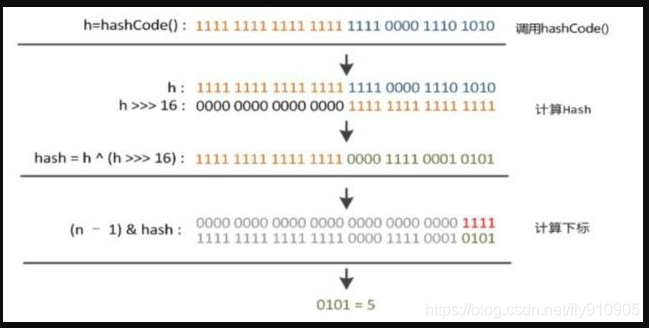 h=hashCode() : 1111 1111 1111 1111 1111 0000 1110 1010 调用hashCode()
h : 1111 1111 1111 1111 1111 0000 1110 1010
h >>> 16 : 0000 0000 0000 0000 1111 1111 1111 1111
计算Hash
hash = h ^ (h >>> 16) : 1111 1111 1111 1111 0000 1111 0001 0101
0000 0000 0000 0000 0000 0000 0000 1111
(n － 1) & hash : 1111 1111 1111 1111 0000 1111 0001 0101
计算下标
0101 = 5
https://blog.csdn.net/fly910905